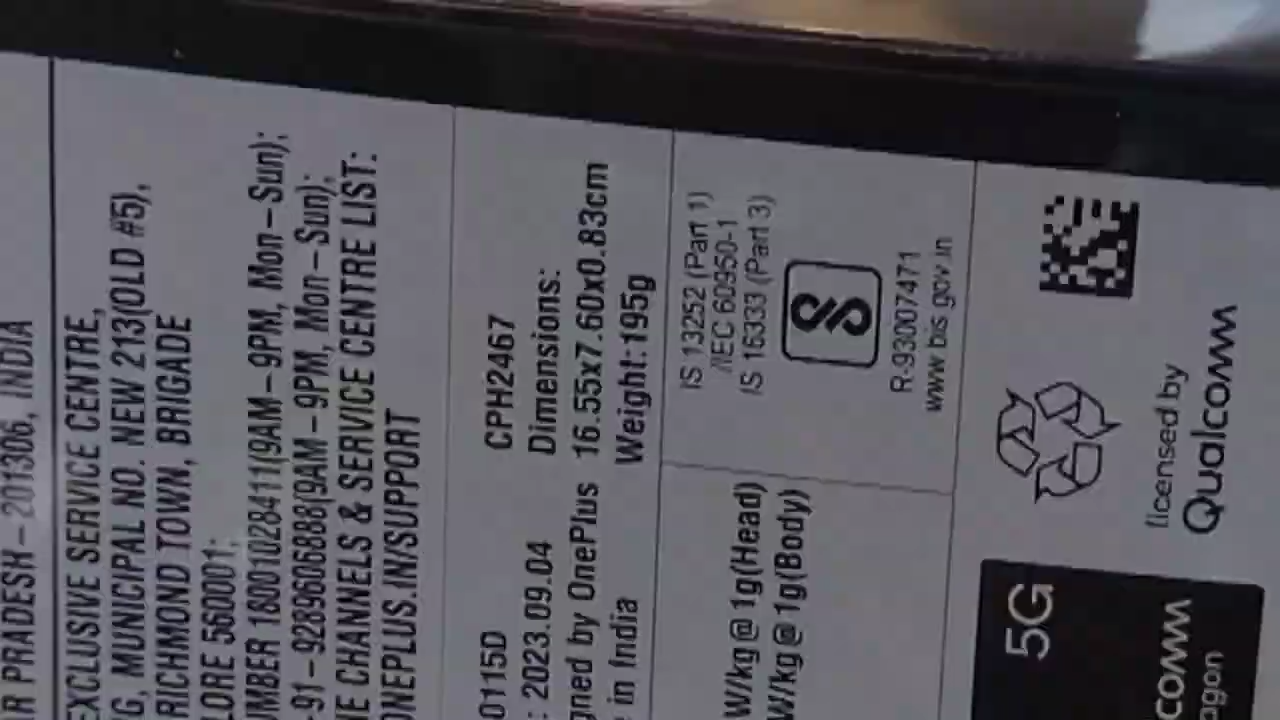 AR PRADESH-201306, INDIA
EXCLUSIVE SERVICE CENTRE,
G, MUNICIPAL NO. NEW 213(OLD #5),
RICHMOND TOWN, BRIGADE
LORE 560001;
UMBER 18001028411(9AM-9PM, Mon-Sun);
-91-9289606888(9AM-9PM, Mon-Sun);
NE CHANNELS & SERVICE CENTRE LIST:
ONEPLUS.IN/SUPPORT
0115D CPH2467
: 2023.09.04 Dimensions:
gned by OnePlus 16.55x7.60x0.83cm
in India Weight:195g
W/kg@1g(Head)
W/kg@1g(Body)
IS 13252 (Part 1)
/IEC 60950-1
IS 16333 (Part 3)
R-93007471
www.bis.gov.in
licensed by
Qualcomm
5G
comm
agon